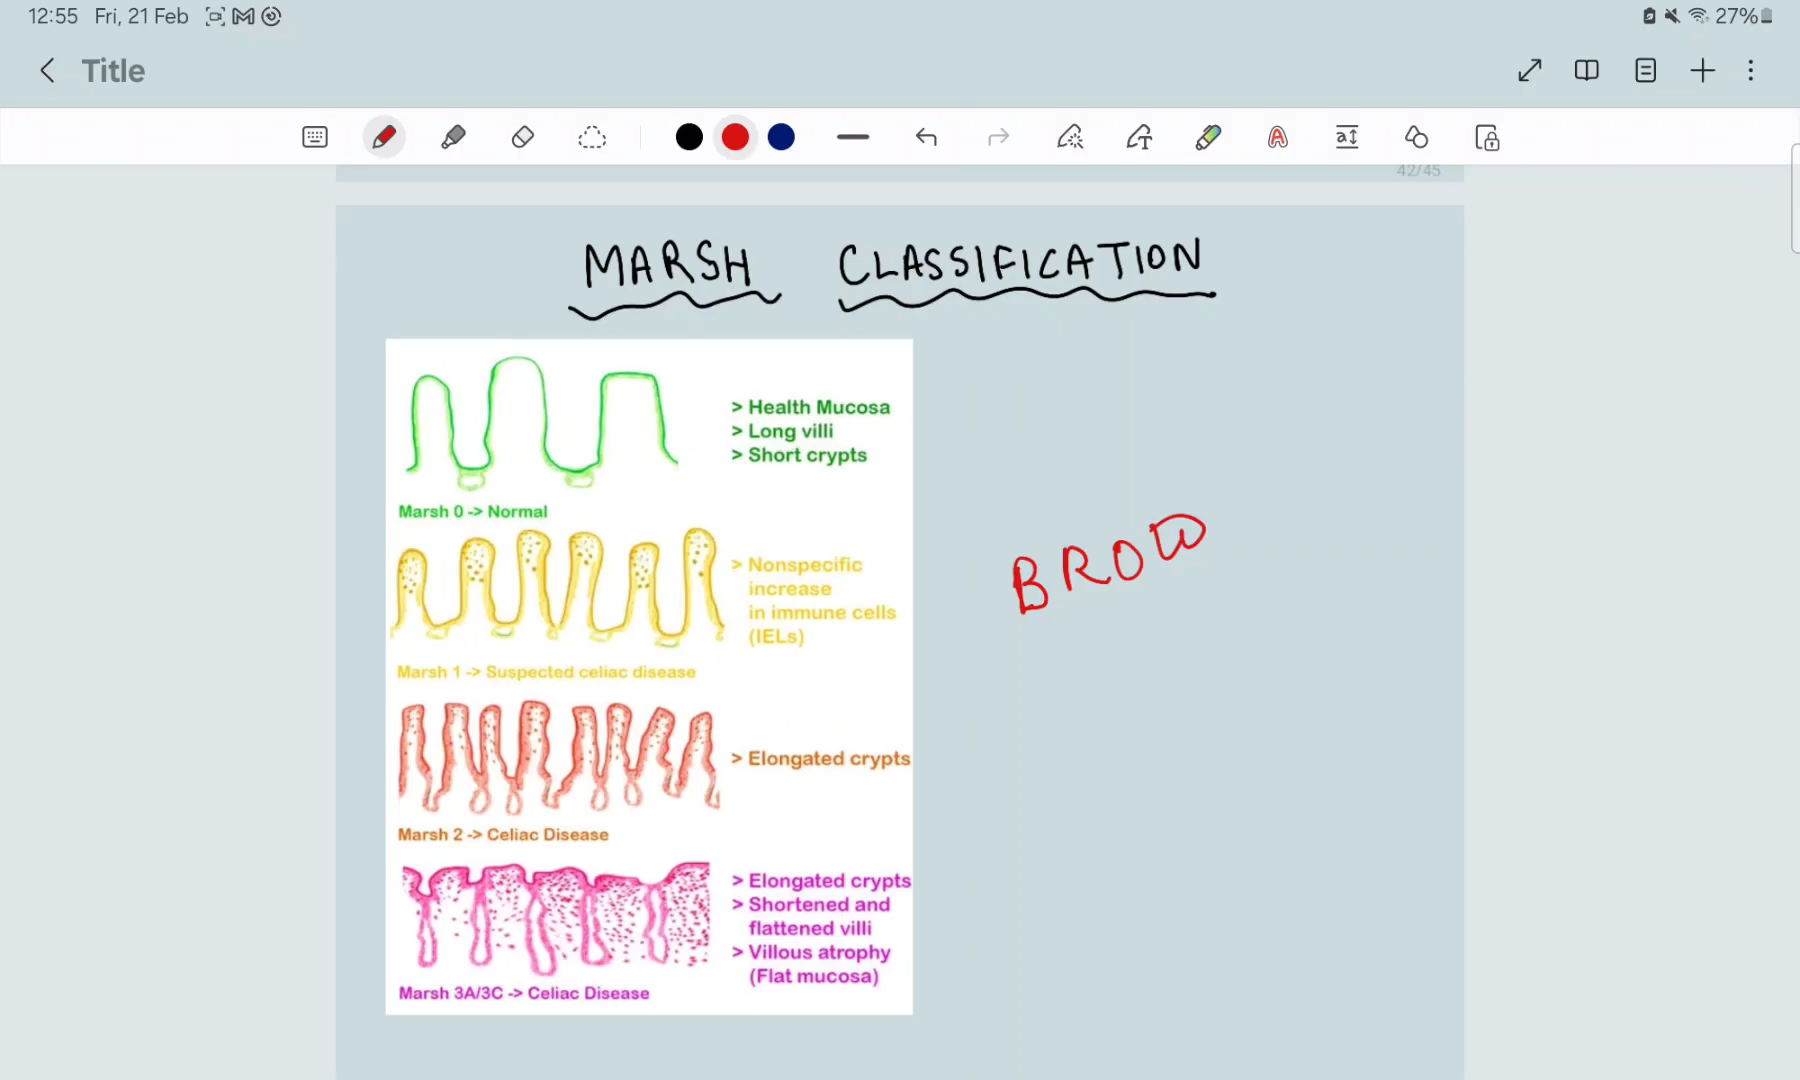 12:55 Fri, 21 Feb
27%
Title
42/45
MARSH CLASSIFICATION
> Health Mucosa
> Long villi
> Short crypts
Marsh 0 -> Normal
> Nonspecific
increase
in immune cells
(IELs)
Marsh 1 -> Suspected celiac disease
> Elongated crypts
Marsh 2 -> Celiac Disease
> Elongated crypts
> Shortened and
flattened villi
> Villous atrophy
(Flat mucosa)
Marsh 3A/3C -> Celiac Disease